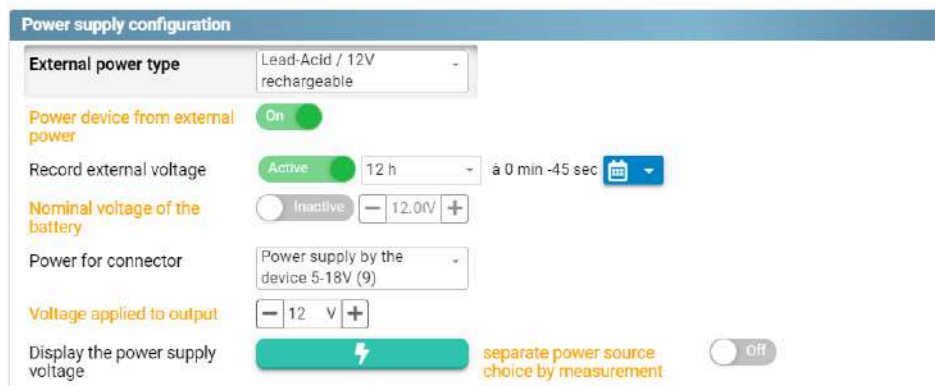 Power supply configuration
External power type
Lead-Acid / 12V
rechargeable
Power device from external
power
On
Record external voltage
Active
12 h
à 0 min -45 sec
Nominal voltage of the
battery
Inactive
12.0
Power for connector
Power supply by the
device 5-18V (9)
Voltage applied to output
12 V
Display the power supply
voltage
separate power source
choice by measurement
Off